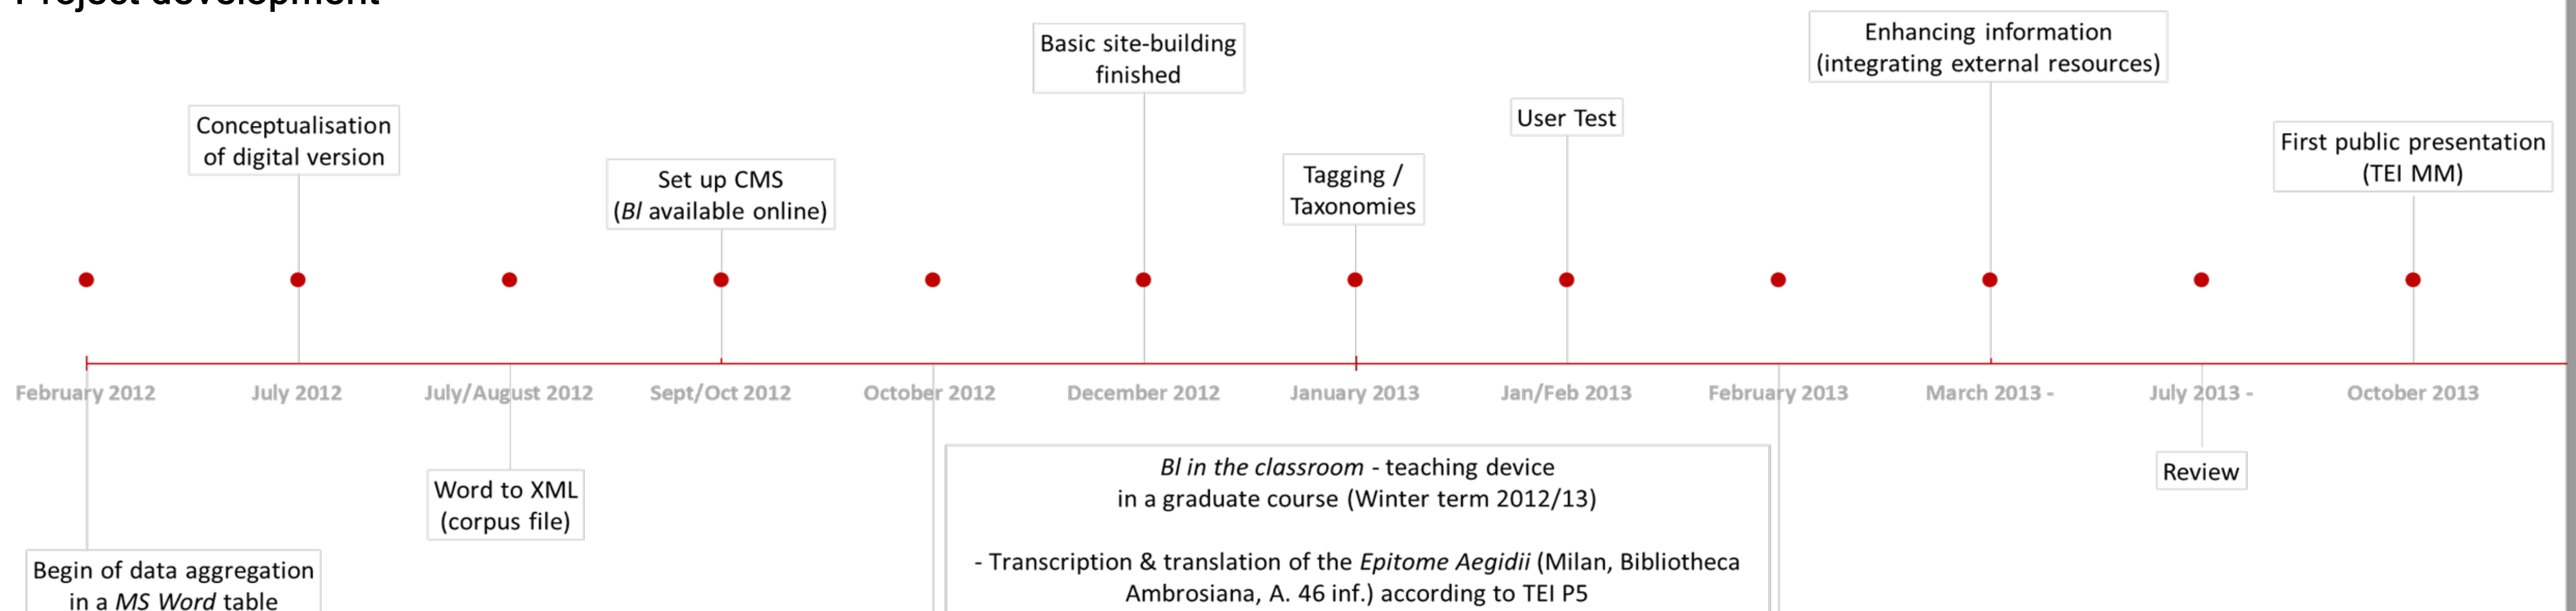 Project development
Basic site-building
finished
Enhancing information
(integrating external resources)
Conceptualisation
of digital version
User Test
First public presentation
(TEI MM)
Set up CMS
(Bl available online)
Tagging /
Taxonomies
February 2012
July 2012
July/August 2012
Sept/Oct 2012
October 2012
December 2012
January 2013
Jan/Feb 2013
February 2013
March 2013 -
July 2013 -
October 2013
Word to XML
(corpus file)
Bl in the classroom - teaching device
in a graduate course (Winter term 2012/13)
Review
- Transcription & translation of the Epitome Aegidii (Milan, Bibliotheca
Ambrosiana, A. 46 inf.) according to TEI P5
Begin of data aggregation
in a MS Word table